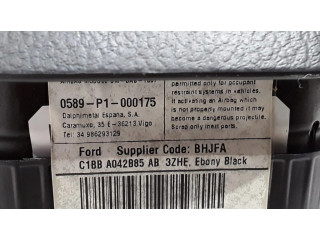 0589-P1-000175
Dalphimetal Espana, S.A.
Caramuxo, 35 E-36213.Vigo
Tel: 34 986293129
permitted only for occupant
restraint systems in vehicles.
If activating an Airbag which
is not properly mounted it may
become a dangerous projectile.
Scrap only inert parts.
Ford Supplier Code: BHJFA
C1BB A042B85 AB 3ZHE, Ebony Black